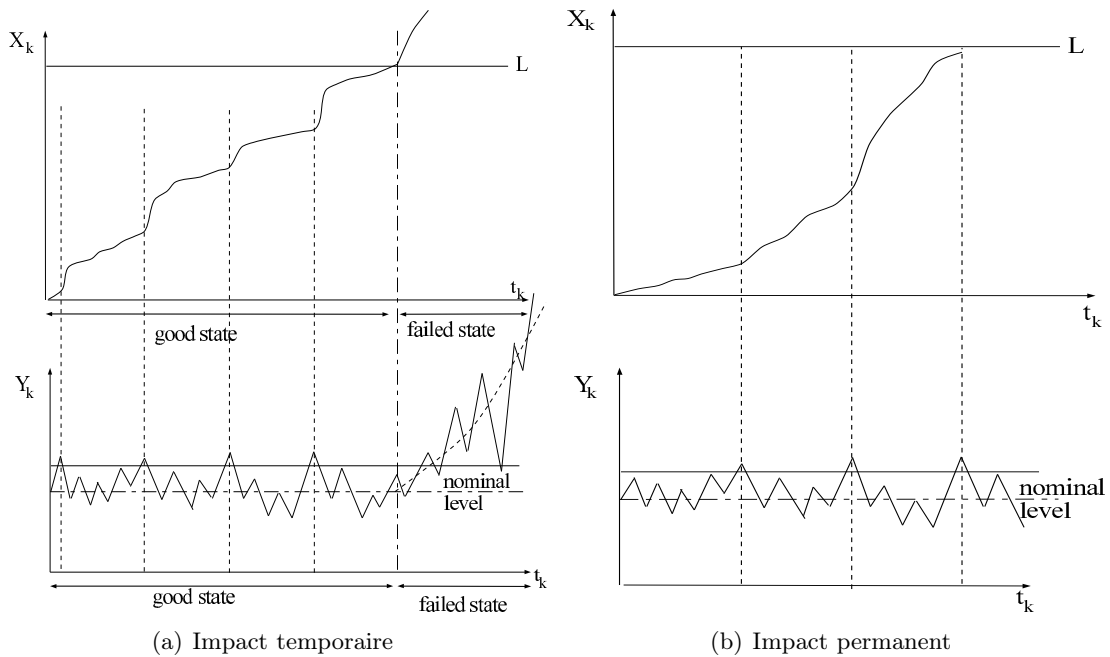 X_k
L
t_k
good state
failed state
Y_k
nominal
level
t_k
good state
failed state
(a) Impact temporaire
X_k
L
t_k
Y_k
nominal
level
t_k
(b) Impact permanent